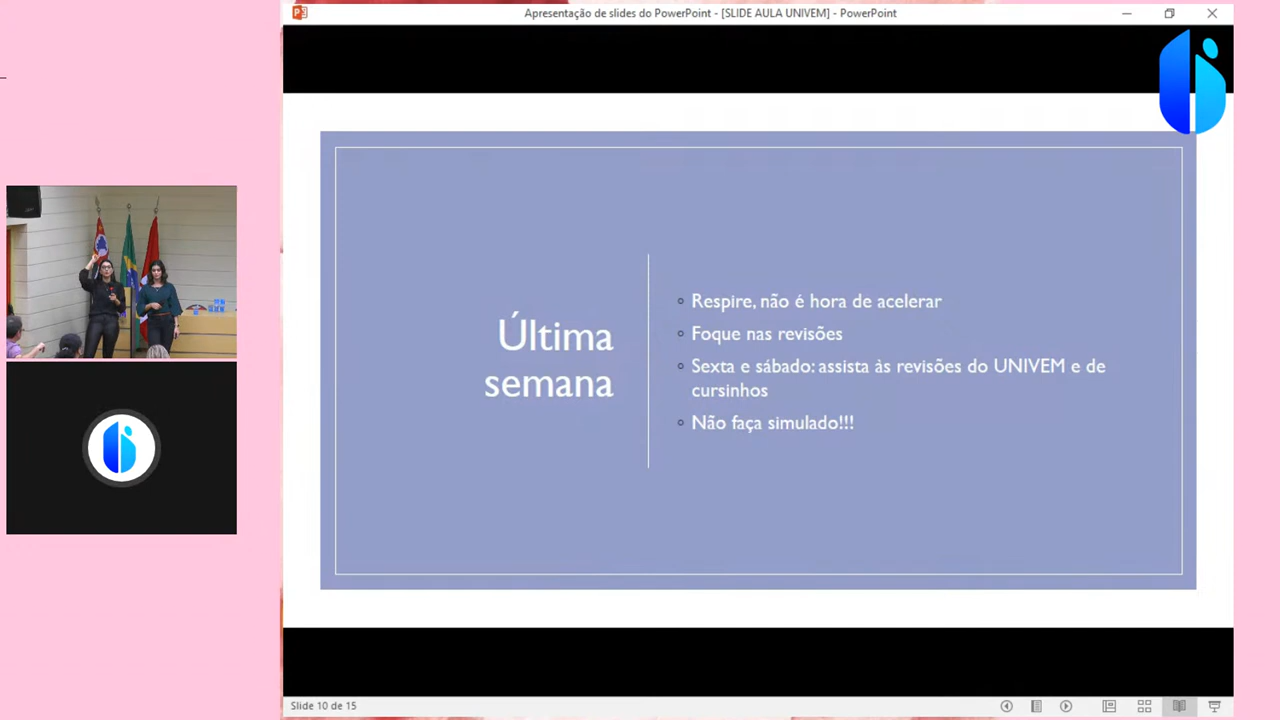 Apresentação de slides do PowerPoint - [SLIDE AULA UNIVEM] - PowerPoint
Última
semana
Respire, não é hora de acelerar
Foque nas revisões
Sexta e sábado: assista às revisões do UNIVEM e de
cursinhos
Não faça simulado!!!
Slide 10 de 15